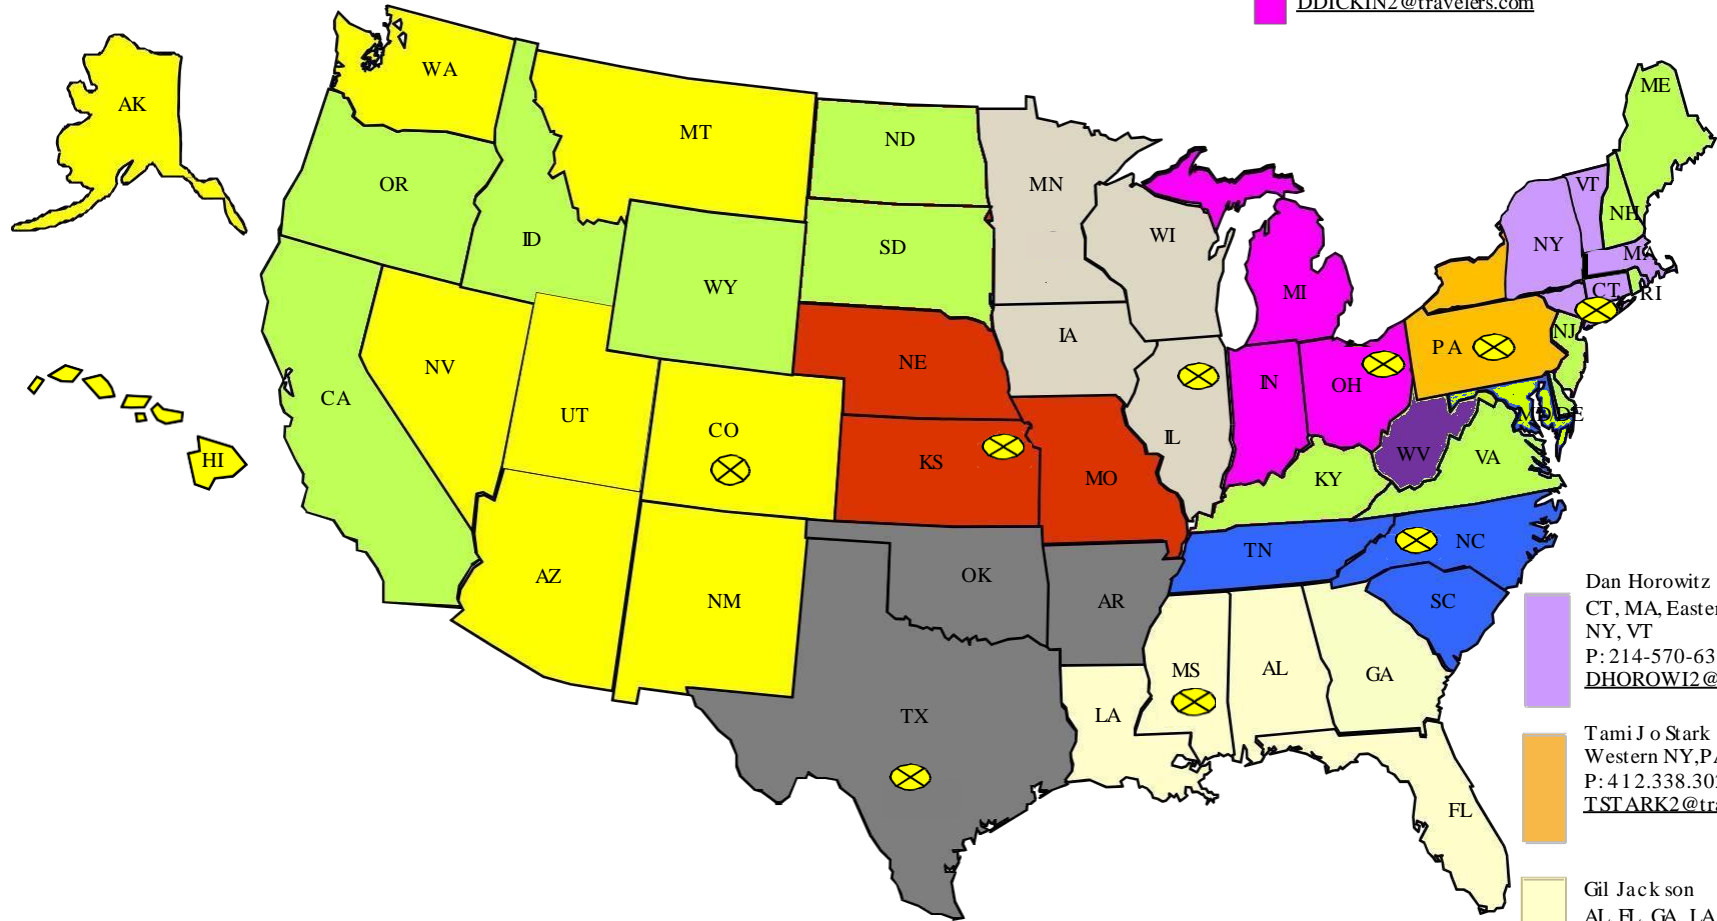 DDICKIN2@travelers.com
AK
WA
MT
ND
MN
ME
OR
ID
SD
WI
VT
NH
NY
MA
WY
MI
CT
RI
IA
NJ
NV
NE
IN
OH
PA
CA
UT
CO
MD
DE
HI
KS
MO
IL
KY
WV
VA
AZ
NM
OK
AR
TN
NC
SC
TX
LA
MS
AL
GA
FL
Dan Horowitz
CT, MA, Easter
NY, VT
P: 214-570-63
DHOROWI2@
Tami Jo Stark
Western NY,PA
P: 412.338.30
TSTARK2@tra
Gil Jackson
AL FL GA LA